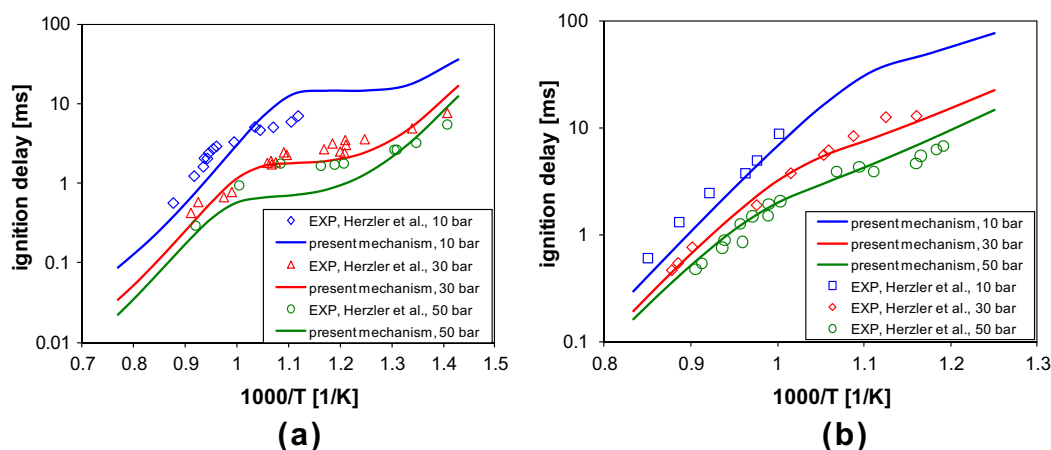 100
10
1
0.1
0.01
ignition delay [ms]
0.7
0.8
0.9
1
1.1
1.2
1.3
1.4
1.5
1000/T [1/K]
EXP, Herzler et al., 10 bar
present mechanism, 10 bar
EXP, Herzler et al., 30 bar
present mechanism, 30 bar
EXP, Herzler et al., 50 bar
present mechanism, 50 bar
(a)
100
10
1
0.1
ignition delay [ms]
0.8
0.9
1
1.1
1.2
1.3
1000/T [1/K]
present mechanism, 10 bar
present mechanism, 30 bar
present mechanism, 50 bar
EXP, Herzler et al., 10 bar
EXP, Herzler et al., 30 bar
EXP, Herzler et al., 50 bar
(b)